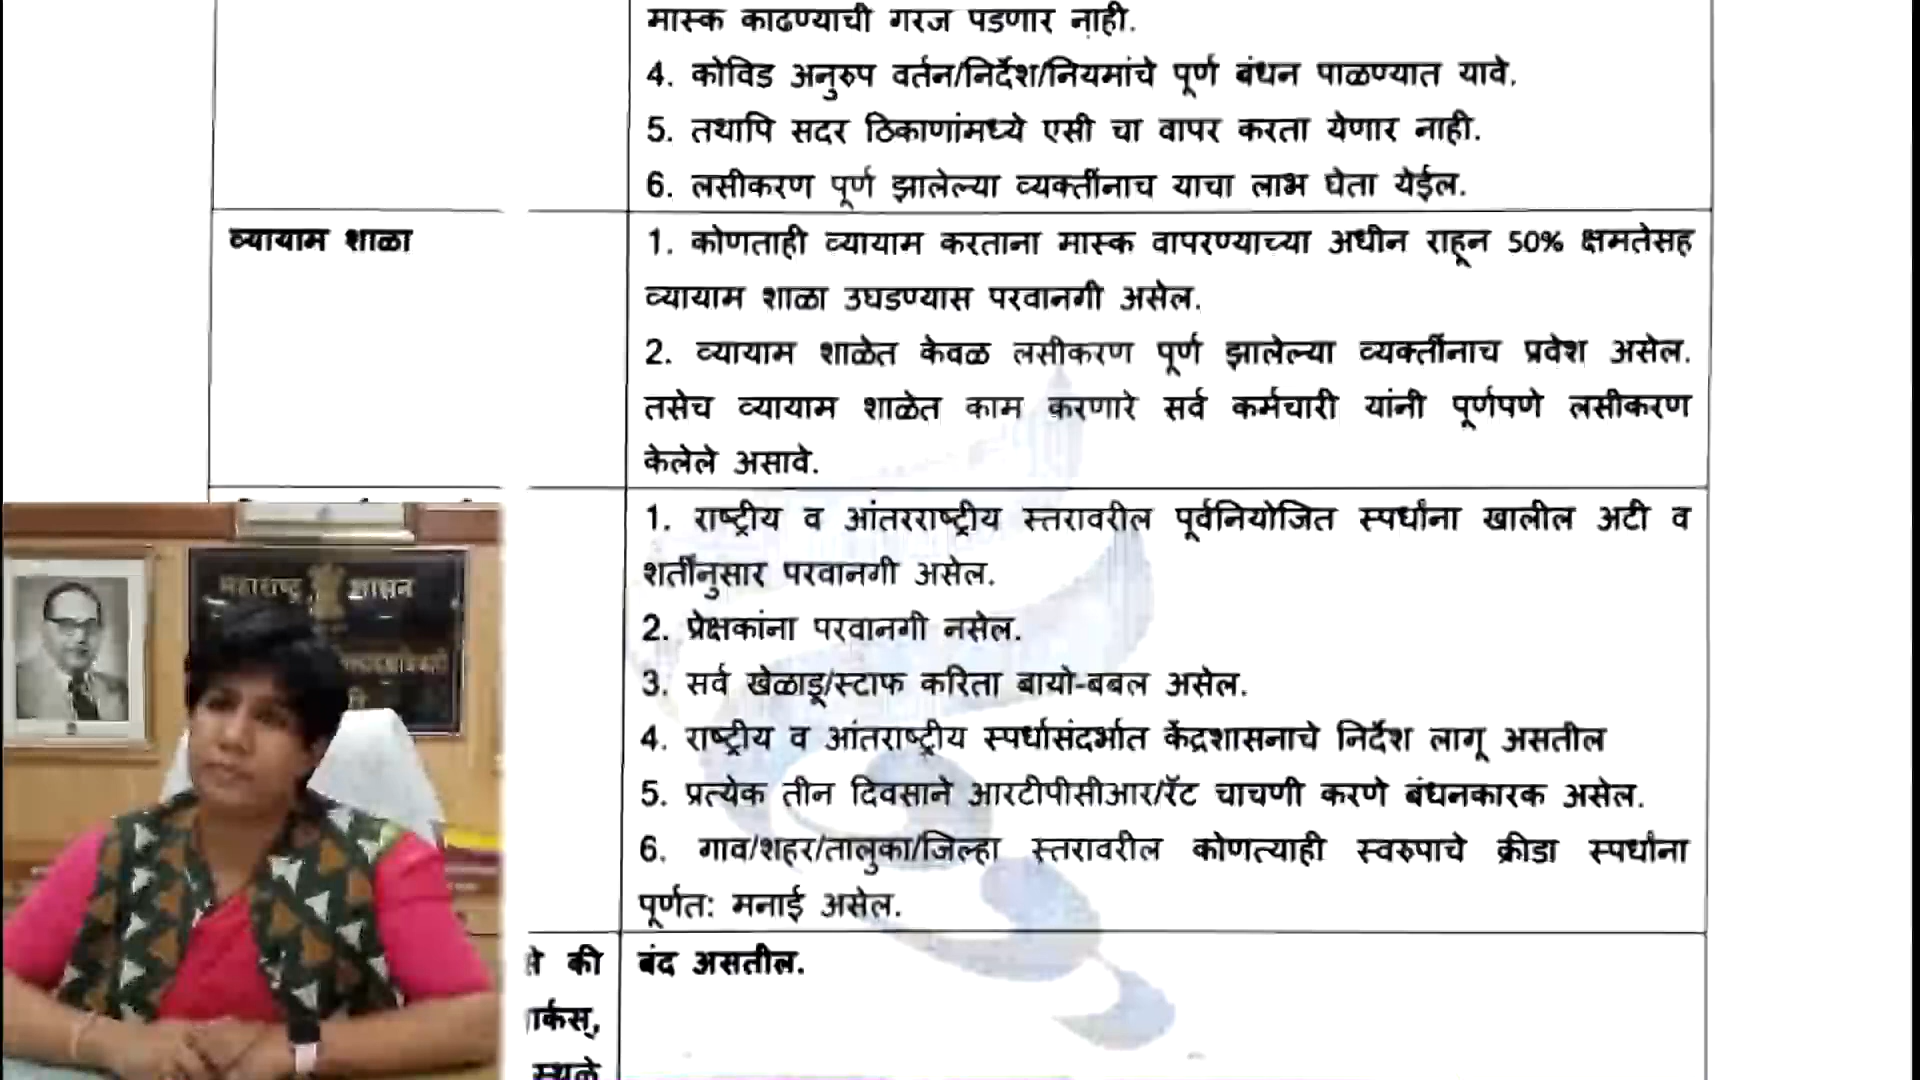 मास्क काढण्याची गरज पडणार नाही.
4. कोविड अनुरुप वर्तन/निर्देश/नियमांचे पूर्ण बंधन पाळण्यात यावे.
5. तथापि सदर ठिकाणांमध्ये एसी चा वापर करता येणार नाही.
6. लसीकरण पूर्ण झालेल्या व्यक्तींनाच याचा लाभ घेता येईल.
व्यायाम शाळा
1. कोणताही व्यायाम करताना मास्क वापरण्याच्या अधीन राहून 50% क्षमतेसह
व्यायाम शाळा उघडण्यास परवानगी असेल.
2. व्यायाम शाळेत केवळ लसीकरण पूर्ण झालेल्या व्यक्तींनाच प्रवेश असेल.
तसेच व्यायाम शाळेत काम करणारे सर्व कर्मचारी यांनी पूर्णपणे लसीकरण
केलेले असावे.
1. राष्ट्रीय व आंतरराष्ट्रीय स्तरावरील पूर्वनियोजित स्पर्धांना खालील अटी व
शर्तींनुसार परवानगी असेल.
2. प्रेक्षकांना परवानगी नसेल.
3. सर्व खेळाडू/स्टाफ करिता बायो-बबल असेल.
4. राष्ट्रीय व आंतराष्ट्रीय स्पर्धासंदर्भात केंद्रशासनाचे निर्देश लागू असतील
5. प्रत्येक तीन दिवसाने आरटीपीसीआर/रॅट चाचणी करणे बंधनकारक असेल.
6. गाव/शहर/तालुका/जिल्हा स्तरावरील कोणत्याही स्वरुपाचे क्रीडा स्पर्धांना
पूर्णत: मनाई असेल.
की
बंद असतील.
स्थळे
महाराष्ट्र शासन